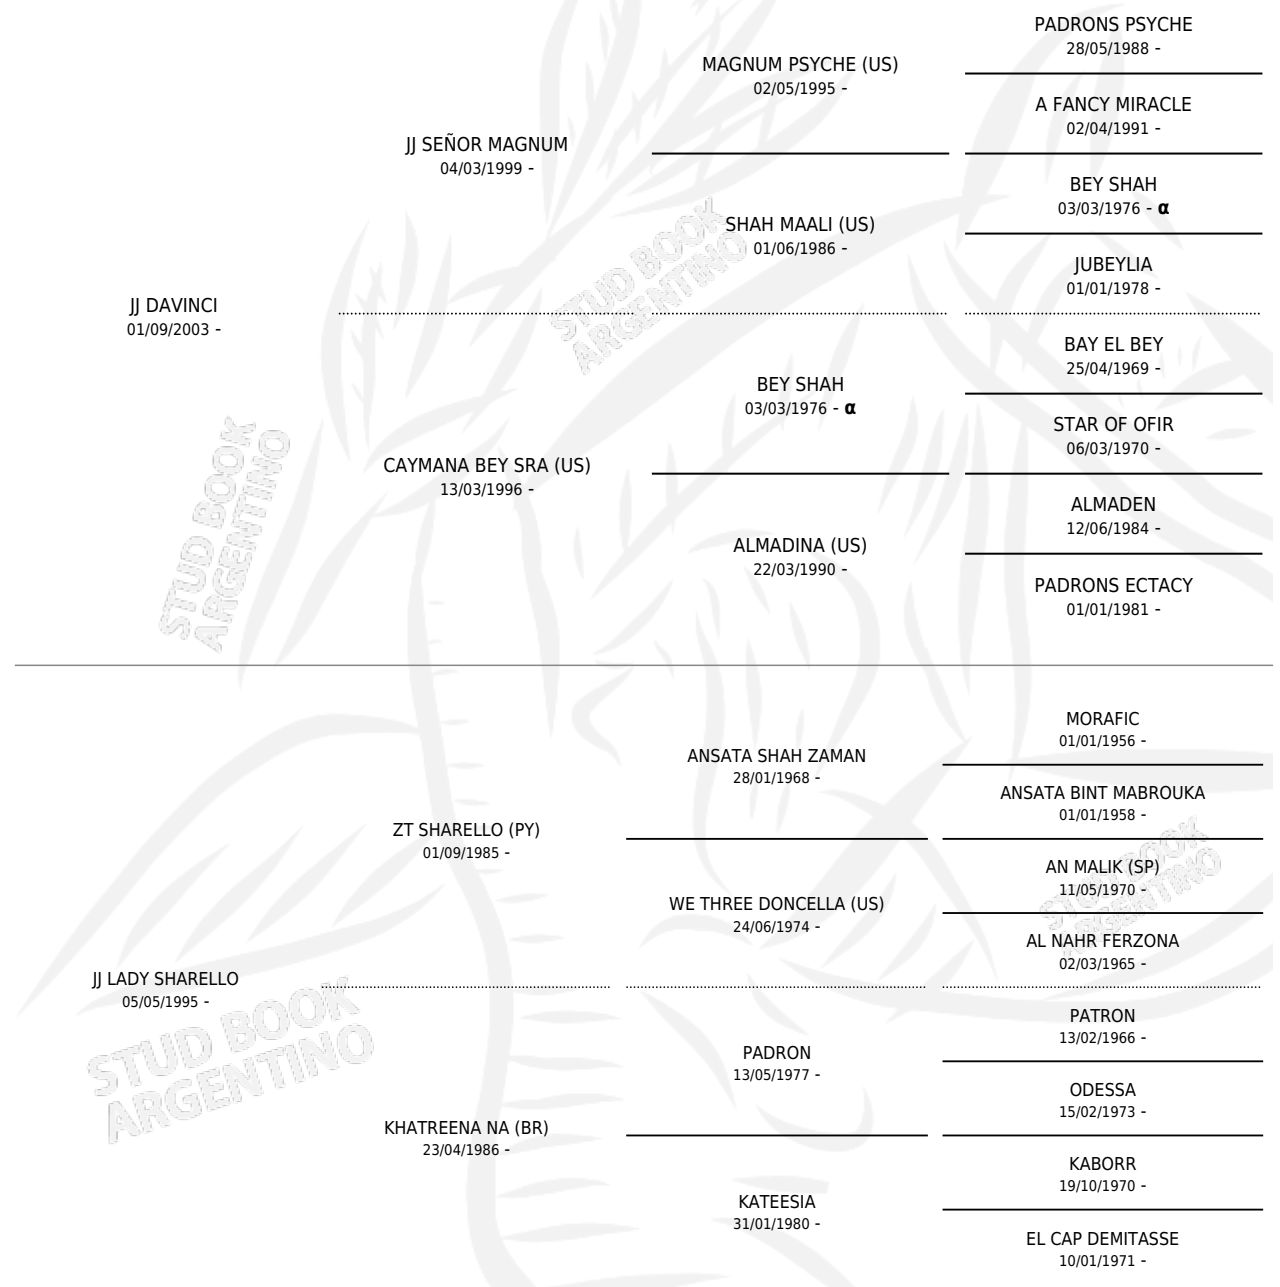 PADRONS PSYCHE
28/05/1988 -
MAGNUM PSYCHE (US)
02/05/1995 -
A FANCY MIRACLE
02/04/1991 -
JJ SEÑOR MAGNUM
04/03/1999 -
BEY SHAH
03/03/1976 - α
SHAH MAALI (US)
01/06/1986 -
JUBEYLIA
01/01/1978 -
JJ DAVINCI
01/09/2003 -
BAY EL BEY
25/04/1969 -
BEY SHAH
03/03/1976 - α
STAR OF OFIR
06/03/1970 -
CAYMANA BEY SRA (US)
13/03/1996 -
ALMADEN
12/06/1984 -
ALMADINA (US)
22/03/1990 -
PADRONS ECTACY
01/01/1981 -
MORAFIC
01/01/1956 -
ANSATA SHAH ZAMAN
28/01/1968 -
ANSATA BINT MABROUKA
01/01/1958 -
ZT SHARELLO (PY)
01/09/1985 -
AN MALIK (SP)
11/05/1970 -
WE THREE DONCELLA (US)
24/06/1974 -
AL NAHR FERZONA
02/03/1965 -
JJ LADY SHARELLO
05/05/1995 -
PATRON
13/02/1966 -
PADRON
13/05/1977 -
ODESSA
15/02/1973 -
KHATREENA NA (BR)
23/04/1986 -
KABORR
19/10/1970 -
KATEESIA
31/01/1980 -
EL CAP DEMITASSE
10/01/1971 -
STUD BOOK
ARGENTINO
STUD BOOK
ARGENTINO
STUD BOOK
ARGENTINO
STUD BOOK
ARGENTINO